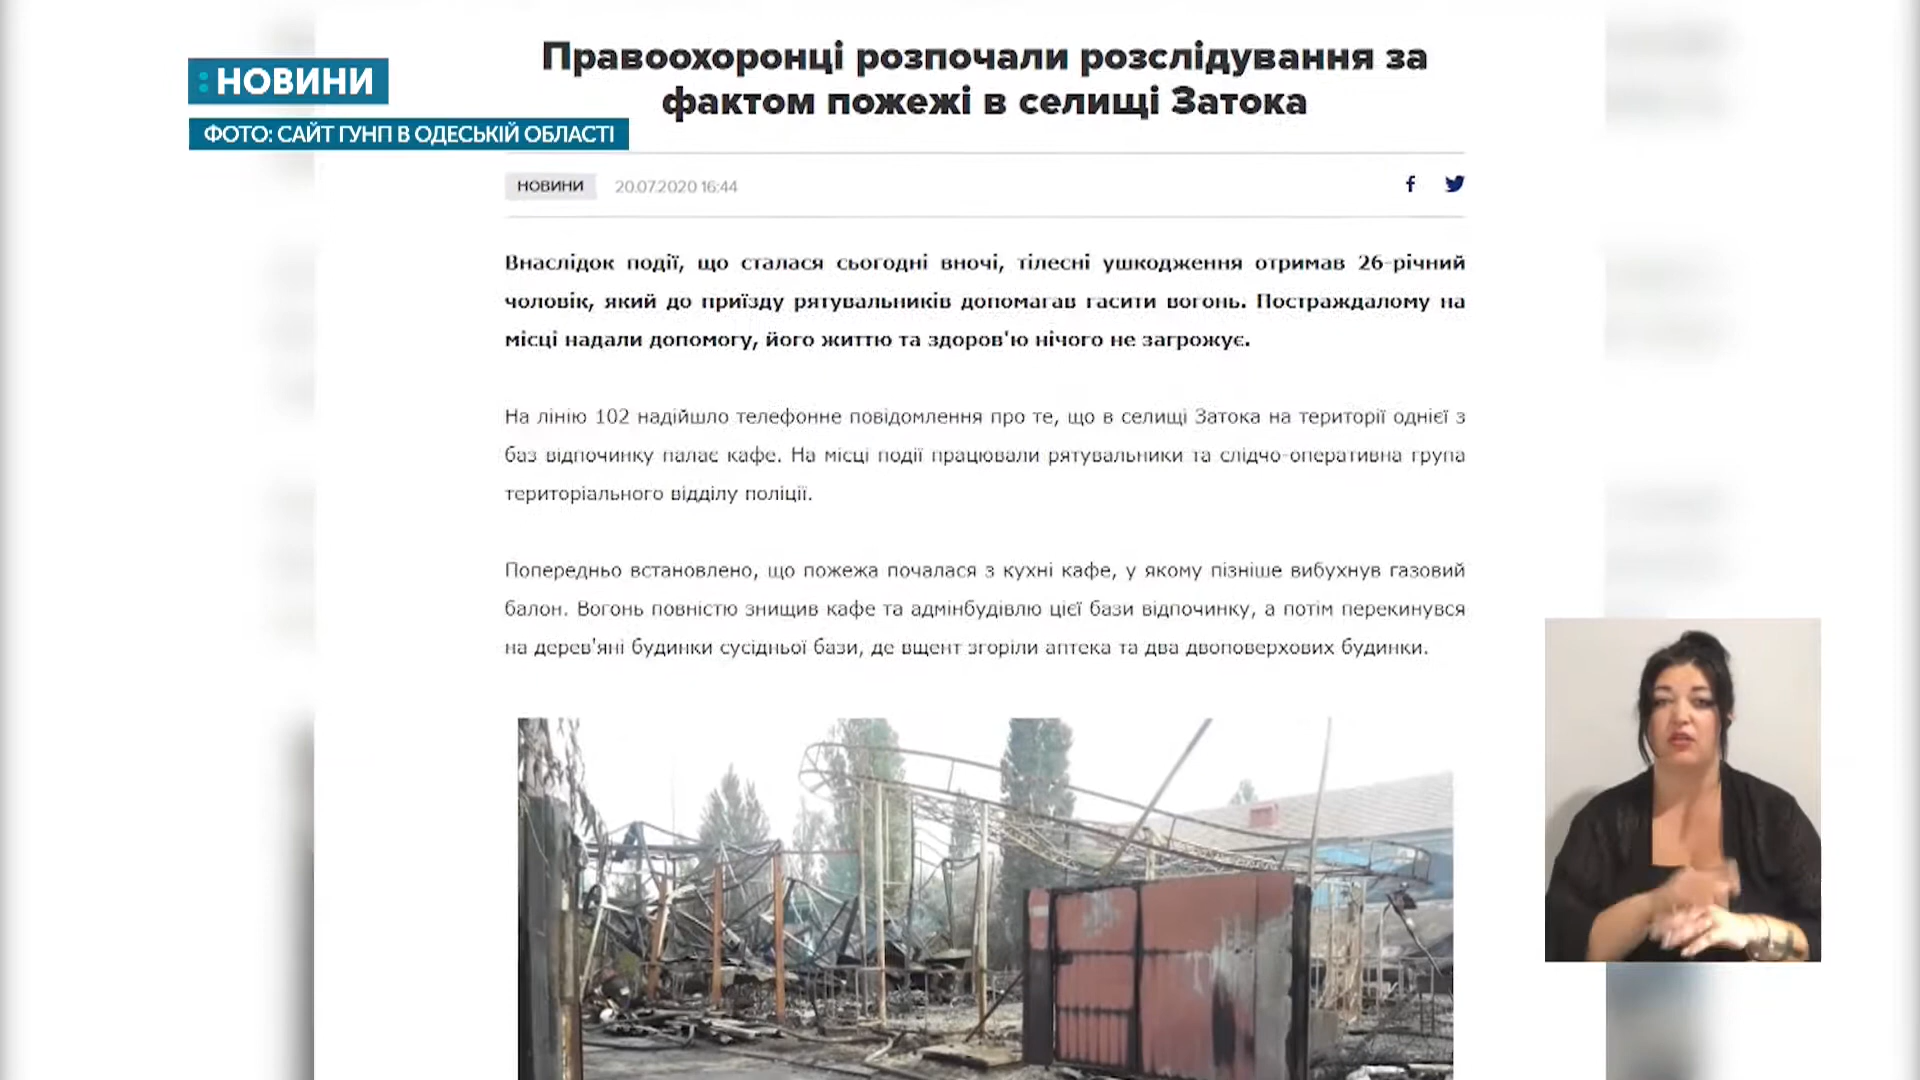 Правоохоронці розпочали розслідування за
фактом пожежі в селищі Затока
:НОВИНИ
ФОТО: САЙТ ГУНП В ОДЕСЬКІЙ ОБЛАСТІ
НОВИНИ 20.07.2020 16:44
Внаслідок події, що сталася сьогодні вночі, тілесні ушкодження отримав 26-річний
чоловік, який до приїзду рятувальників допомагав гасити вогонь. Постраждалому на
місці надали допомогу, його життю та здоров'ю нічого не загрожує.
На лінію 102 надійшло телефонне повідомлення про те, що в селищі Затока на території однієї з
баз відпочинку палає кафе. На місці події працювали рятувальники та слідчо-оперативна група
територіального відділу поліції.
Попередньо встановлено, що пожежа почалася з кухні кафе, у якому пізніше вибухнув газовий
балон. Вогонь повністю знищив кафе та адмінбудівлю цієї бази відпочинку, а потім перекинувся
на дерев'яні будинки сусідньої бази, де вщент згоріли аптека та два двоповерхових будинки.